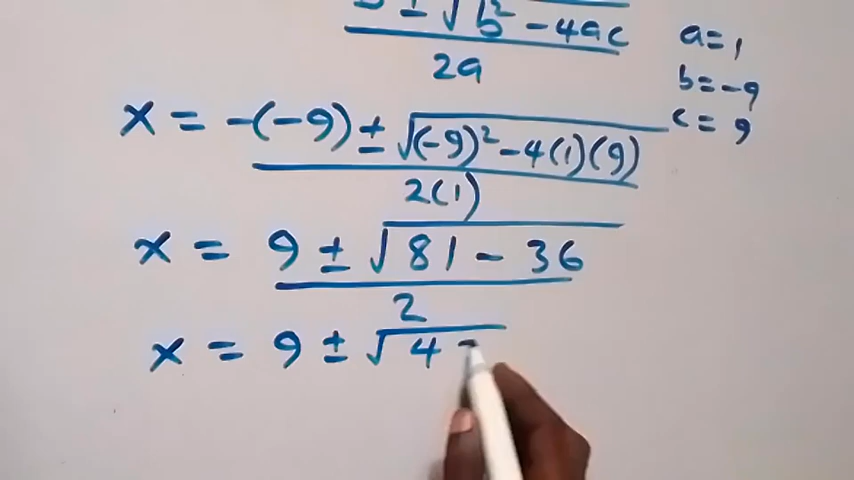 b ± √b² - 4ac
2a
a = 1
b = -9
c = 9
x = -(-9) ± √(-9)² - 4(1)(9)
2(1)
x = 9 ± √81 - 36
2
x = 9 ± √4